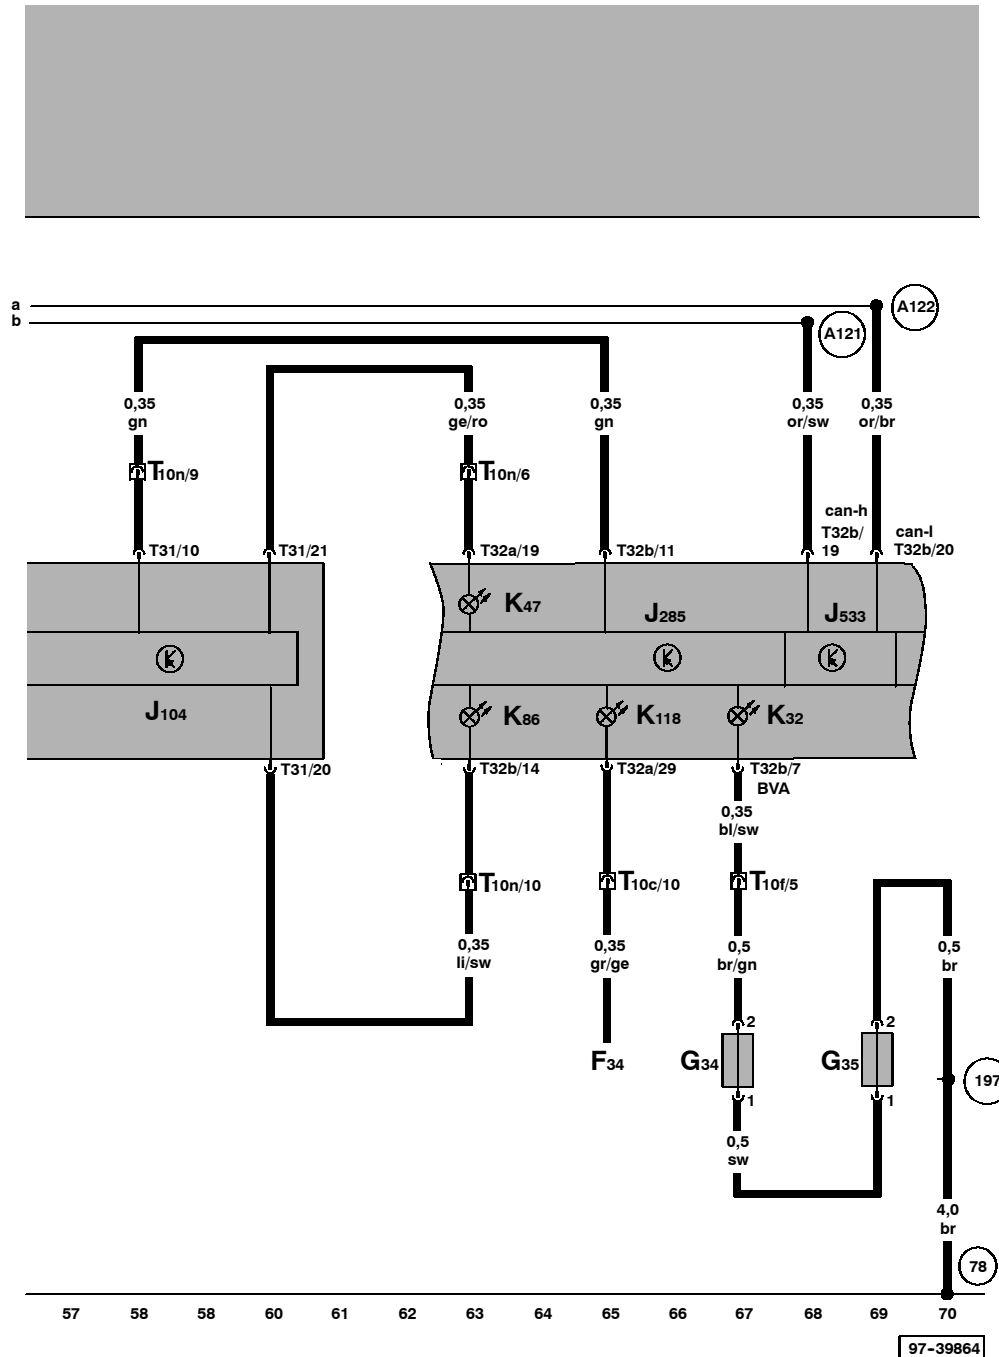 a
b
A122
A121
0,35
gn
0,35
ge/ro
0,35
gn
0,35
or/sw
0,35
or/br
T10n/9
T10n/6
can-h
T32b/
19
can-l
T32b/20
T31/10
T31/21
T32a/19
T32b/11
K47
J285
J533
J104
K86
K118
K32
T31/20
T32b/14
T32a/29
T32b/7
BVA
0,35
bl/sw
T10n/10
T10c/10
T10f/5
0,35
li/sw
0,35
gr/ge
0,5
br/gn
0,5
br
2
2
F34
G34
G35
197
1
1
0,5
sw
4,0
br
78
57 58 58 60 61 62 63 64 65 66 67 68 69 70
97-39864